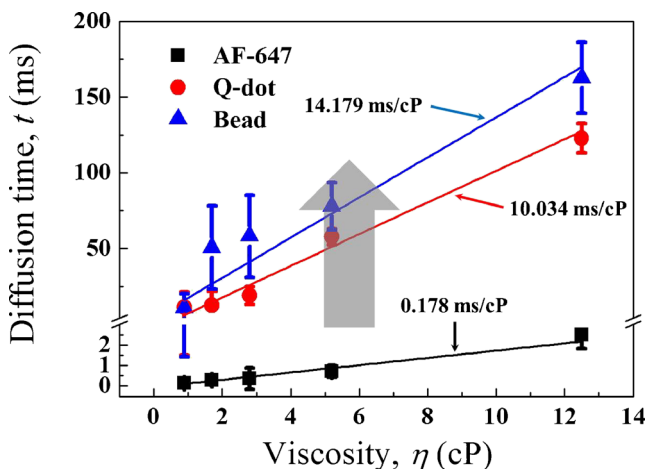 200
150
100
50
2
1
0
0
2
4
6
8
10
12
14
Diffusion time, t (ms)
Viscosity, η (cP)
AF-647
Q-dot
Bead
14.179 ms/cP
10.034 ms/cP
0.178 ms/cP